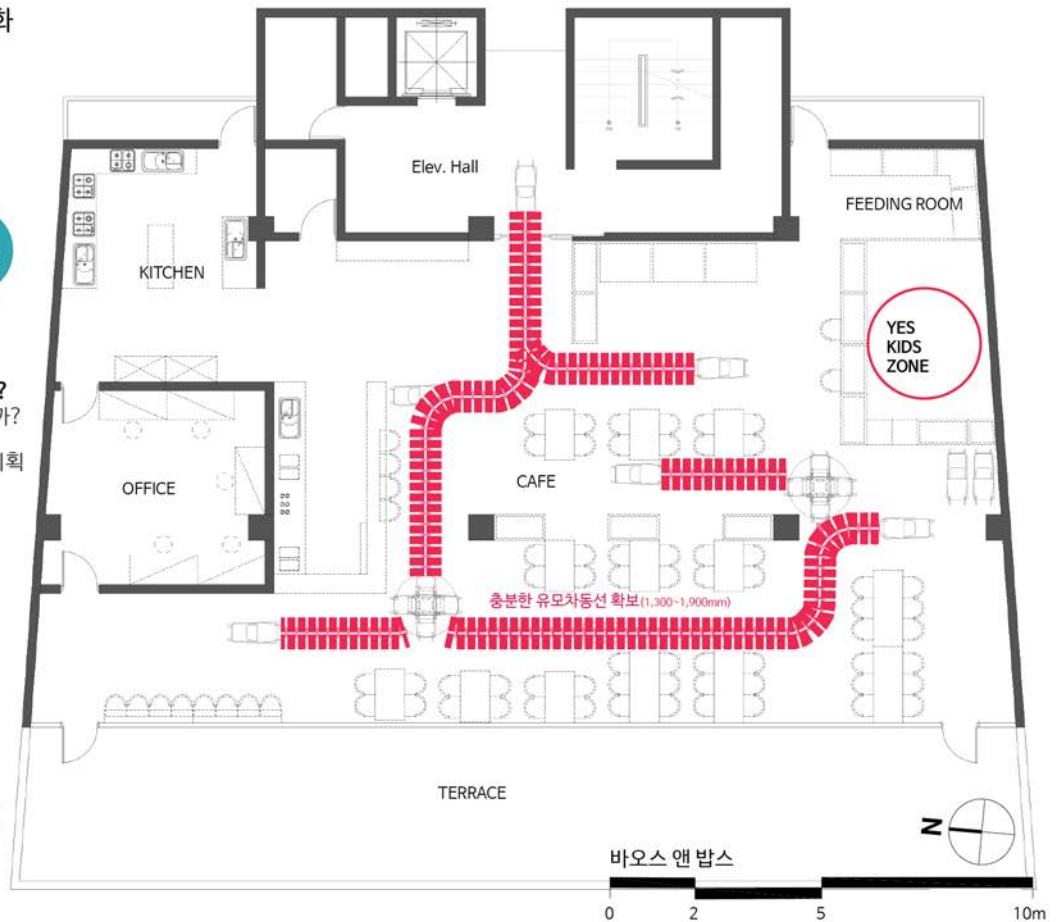 화
Elev. Hall
FEEDING ROOM
KITCHEN
YES
KIDS
ZONE
?
까?
획
OFFICE
CAFE
충분한 유모차동선 확보(1,300~1,900mm)
TERRACE
N
바오스 앤 밥스
0 2 5 10m